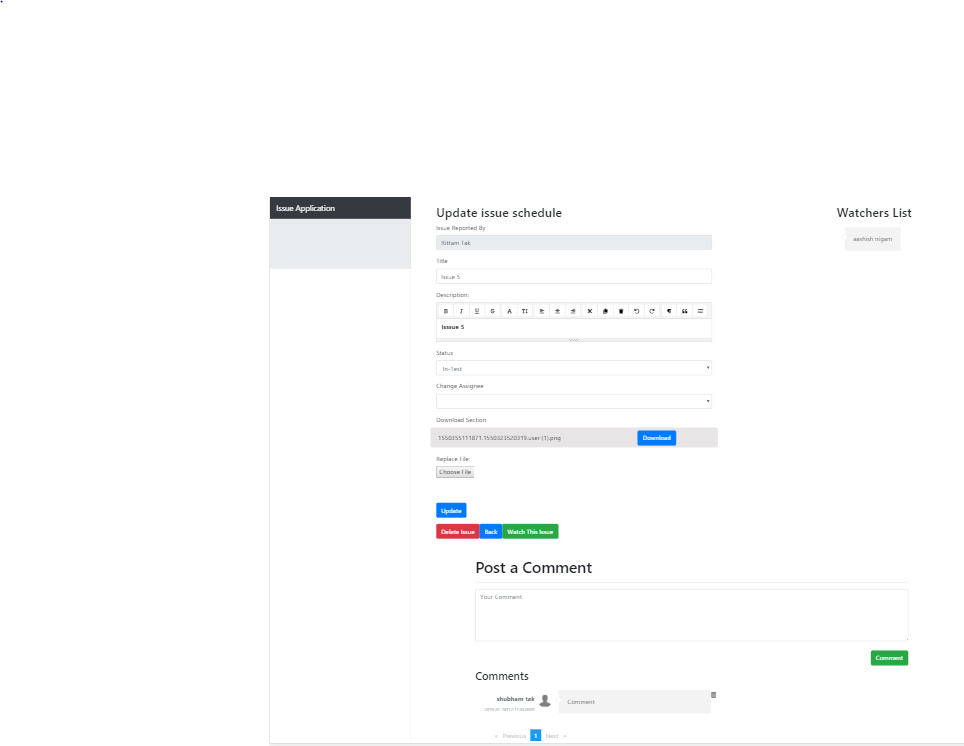 Issue Application
Update issue schedule
Watchers List
Issue Reported By
Rittam Tak
aashish nigam
Title
Issue 5
Description:
B I U S A T
Isssue 5
Status
In-Test
Change Assignee
Download Section
1550355111871.1550323520319.user (1).png
Download
Replace File:
Choose File
Update
Delete Issue Back Watch This Issue
Post a Comment
Your Comment
Comment
Comments
shubham tak
Comment
« Previous 1 Next »